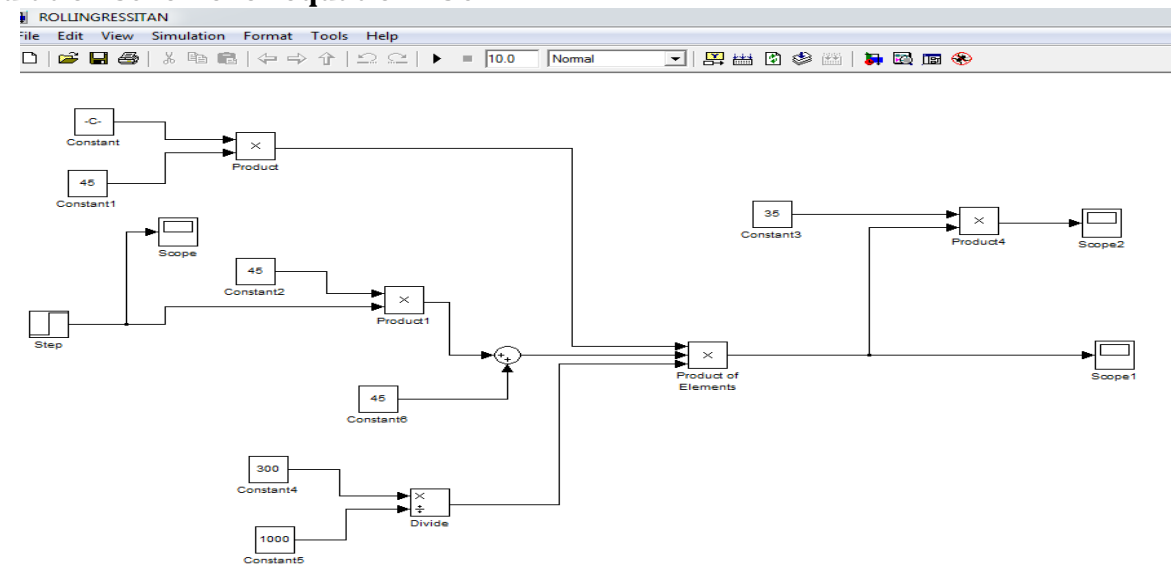 ROLLINGRESSITAN
File Edit View Simulation Format Tools Help
10.0 Normal
-C-
Constant
×
Product
45
Constant1
Scope
35
Constant3
×
Product4
Scope2
45
Constant2
×
Product1
Step
+
+
×
Product of
Elements
Scope1
45
Constant6
300
Constant4
×
÷
Divide
1000
Constant5